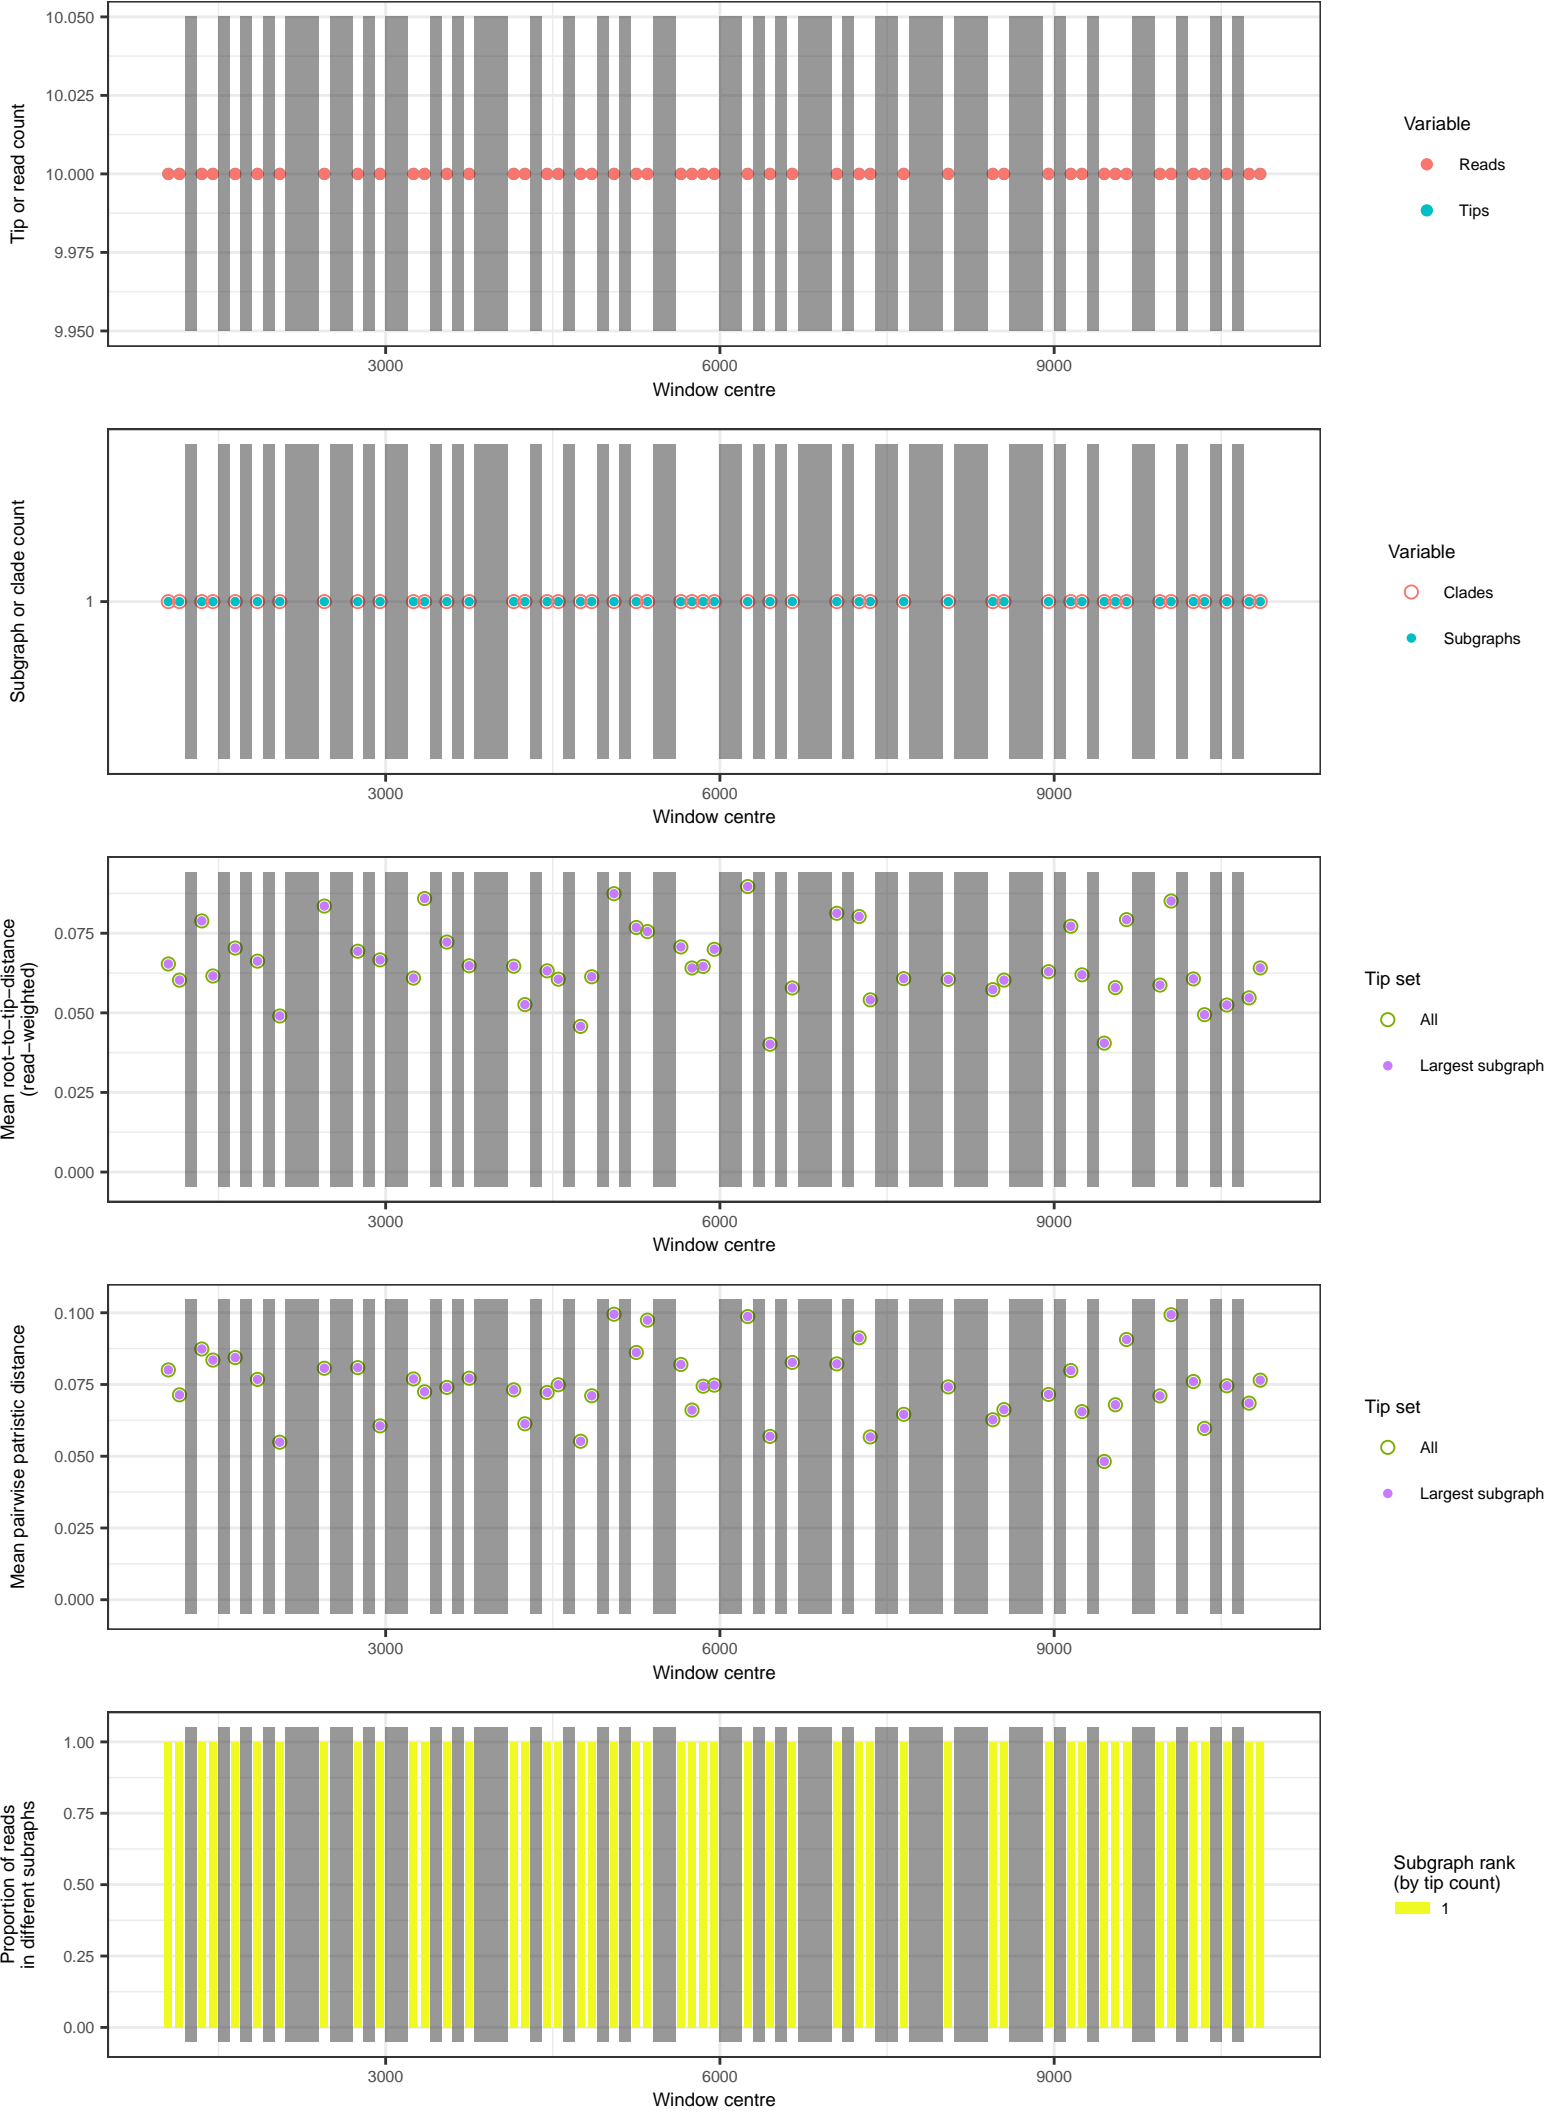 10.050
10.025
10.000
9.975
9.950
Tip or read count
3000
6000
9000
Window centre
Variable
Reads
Tips
1
Subgraph or clade count
3000
6000
9000
Window centre
Variable
Clades
Subgraphs
0.075
0.050
0.025
0.000
Mean root−to−tip−distance
(read−weighted)
3000
6000
9000
Window centre
Tip set
All
Largest subgraph
0.100
0.075
0.050
0.025
0.000
Mean pairwise patristic distance
3000
6000
9000
Window centre
Tip set
All
Largest subgraph
1.00
0.75
0.50
0.25
0.00
Proportion of reads
in different subraphs
3000
6000
9000
Window centre
Subgraph rank
(by tip count)
1